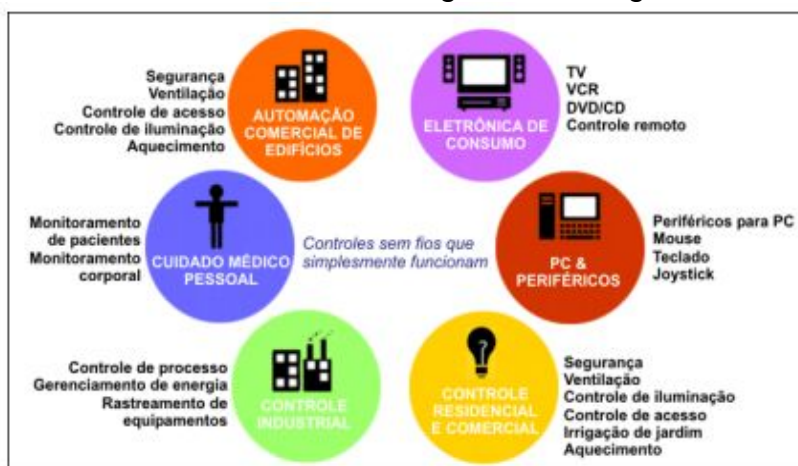 Segurança
Ventilação
Controle de acesso
Controle de iluminação
Aquecimento
AUTOMAÇÃO
COMERCIAL DE
EDIFÍCIOS
ELETRÔNICA DE
CONSUMO
TV
VCR
DVD/CD
Controle remoto
Monitoramento
de pacientes
Monitoramento
corporal
CUIDADO MÉDICO
PESSOAL
Controles sem fios que
simplesmente funcionam
PC &
PERIFÉRICOS
Periféricos para PC
Mouse
Teclado
Joystick
Controle de processo
Gerenciamento de energia
Rastreamento de
equipamentos
CONTROLE
INDUSTRIAL
?
CONTROLE
RESIDENCIAL
E COMERCIAL
Segurança
Ventilação
Controle de iluminação
Controle de acesso
Irrigação de jardim
Aquecimento